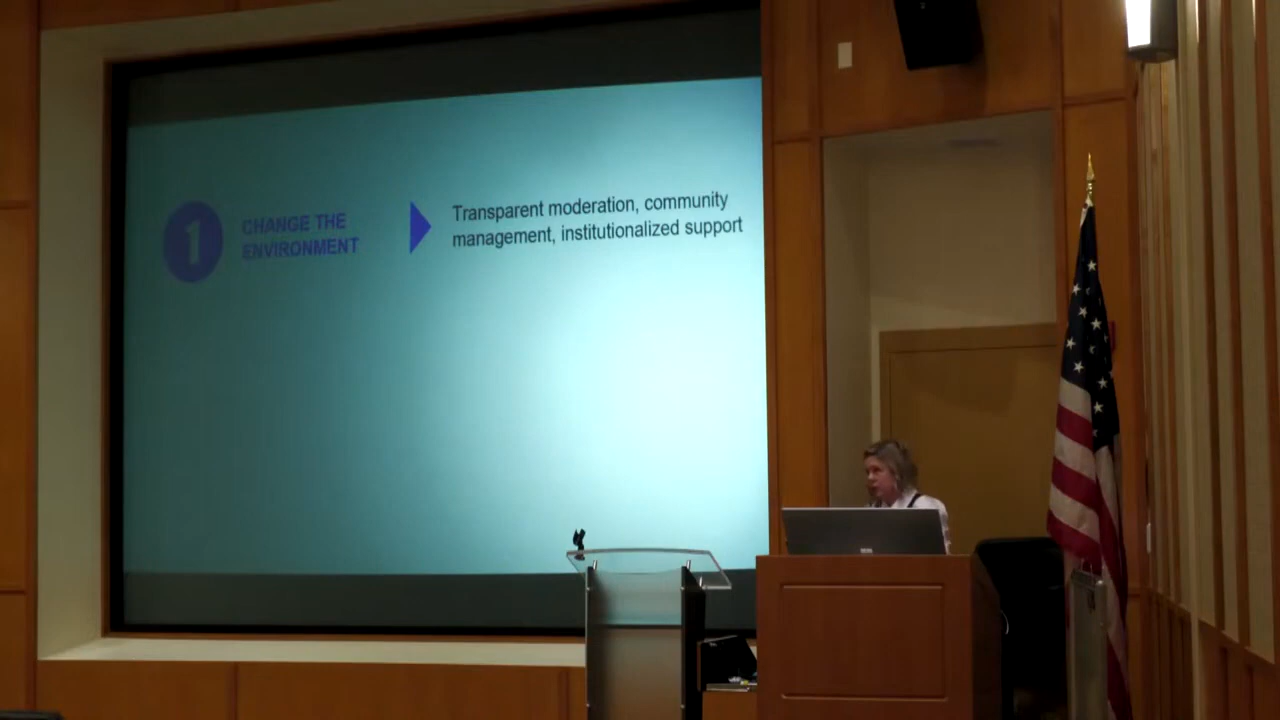 1
CHANGE THE
ENVIRONMENT
Transparent moderation, community
management, institutionalized support